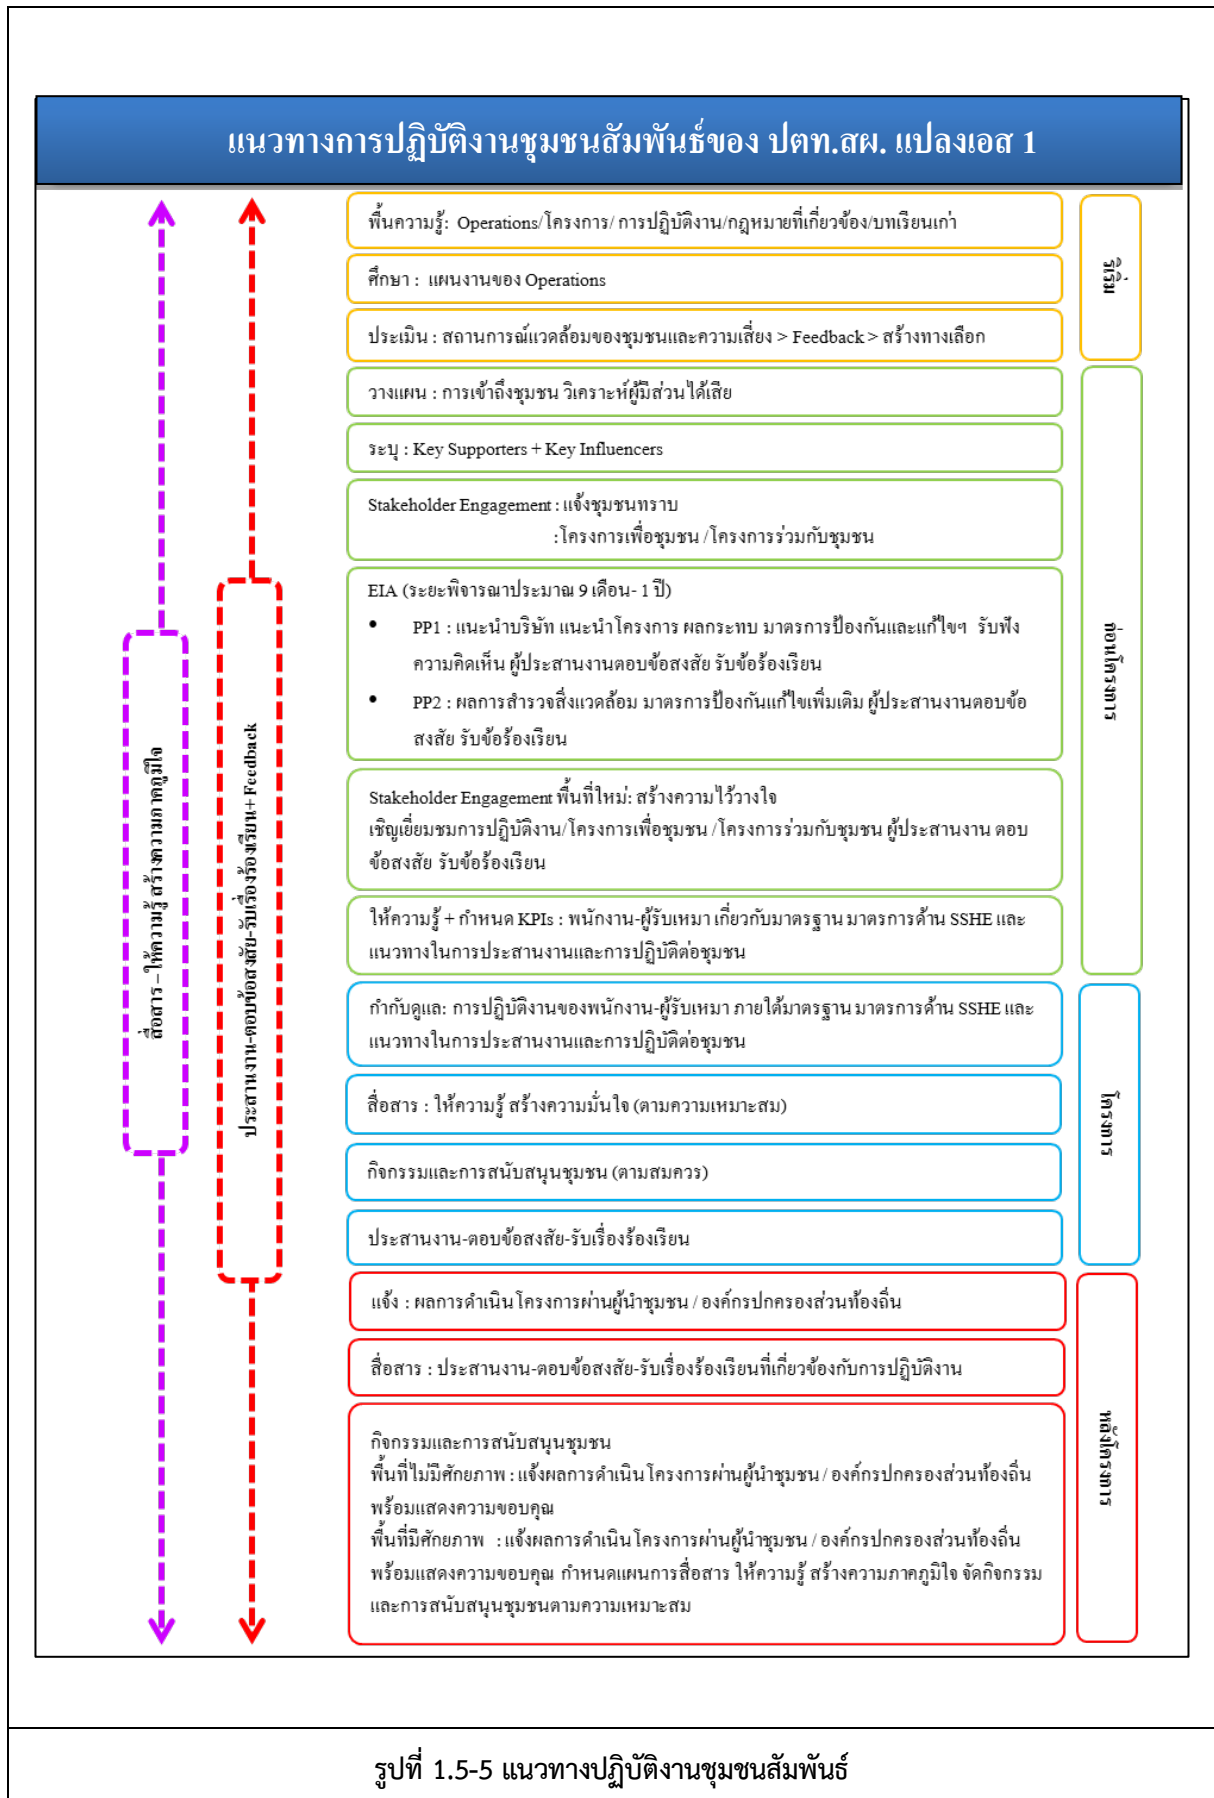 แนวทางการปฏิบัติงานชุมชนสัมพันธ์ของ ปตท.สผ. แปลงเอส 1
พื้นความรู้: Operations/โครงการ/ การปฏิบัติงาน/กฎหมายที่เกี่ยวข้อง/บทเรียนเก่า
ศึกษา : แผนงานของ Operations
ประเมิน : สถานการณ์แวดล้อมของชุมชนและความเสี่ยง > Feedback > สร้างทางเลือก
ริเริ่ม
วางแผน : การเข้าถึงชุมชน วิเคราะห์ผู้มีส่วนได้เสีย
ระบุ : Key Supporters + Key Influencers
Stakeholder Engagement : แจ้งชุมชนทราบ
: โครงการเพื่อชุมชน /โครงการร่วมกับชุมชน
EIA (ระยะพิจารณาประมาณ 9 เดือน- 1 ปี)
• PP1 : แนะนำบริษัท แนะนำโครงการ ผลกระทบ มาตรการป้องกันและแก้ไขฯ รับฟัง
ความคิดเห็น ผู้ประสานงานตอบข้อสงสัย รับข้อร้องเรียน
• PP2 : ผลการสำรวจสิ่งแวดล้อม มาตรการป้องกันแก้ไขเพิ่มเติม ผู้ประสานงานตอบข้อ
สงสัย รับข้อร้องเรียน
Stakeholder Engagement พื้นที่ใหม่: สร้างความไว้วางใจ
เชิญเยี่ยมชมการปฏิบัติงาน/โครงการเพื่อชุมชน /โครงการร่วมกับชุมชน ผู้ประสานงาน ตอบ
ข้อสงสัย รับข้อร้องเรียน
ให้ความรู้ + กำหนด KPIs : พนักงาน-ผู้รับเหมา เกี่ยวกับมาตรฐาน มาตรการด้าน SSHE และ
แนวทางในการประสานงานและการปฏิบัติต่อชุมชน
ก่อนโครงการ
กำกับดูแล: การปฏิบัติงานของพนักงาน-ผู้รับเหมา ภายใต้มาตรฐาน มาตรการด้าน SSHE และ
แนวทางในการประสานงานและการปฏิบัติต่อชุมชน
สื่อสาร : ให้ความรู้ สร้างความมั่นใจ (ตามความเหมาะสม)
กิจกรรมและการสนับสนุนชุมชน (ตามสมควร)
ประสานงาน-ตอบข้อสงสัย-รับเรื่องร้องเรียน
โครงการ
แจ้ง : ผลการดำเนินโครงการผ่านผู้นำชุมชน / องค์กรปกครองส่วนท้องถิ่น
สื่อสาร : ประสานงาน-ตอบข้อสงสัย-รับเรื่องร้องเรียนที่เกี่ยวข้องกับการปฏิบัติงาน
กิจกรรมและการสนับสนุนชุมชน
พื้นที่ไม่มีศักยภาพ : แจ้งผลการดำเนินโครงการผ่านผู้นำชุมชน / องค์กรปกครองส่วนท้องถิ่น
พร้อมแสดงความขอบคุณ
พื้นที่มีศักยภาพ : แจ้งผลการดำเนินโครงการผ่านผู้นำชุมชน / องค์กรปกครองส่วนท้องถิ่น
พร้อมแสดงความขอบคุณ กำหนดแผนการสื่อสาร ให้ความรู้ สร้างความภาคภูมิใจ จัดกิจกรรม
และการสนับสนุนชุมชนตามความเหมาะสม
หลังโครงการ
สื่อสาร – ให้ความรู้ สร้างความภาคภูมิใจ
ประสานงาน-ตอบข้อสงสัย-รับเรื่องร้องเรียน+ Feedback
รูปที่ 1.5-5 แนวทางปฏิบัติงานชุมชนสัมพันธ์